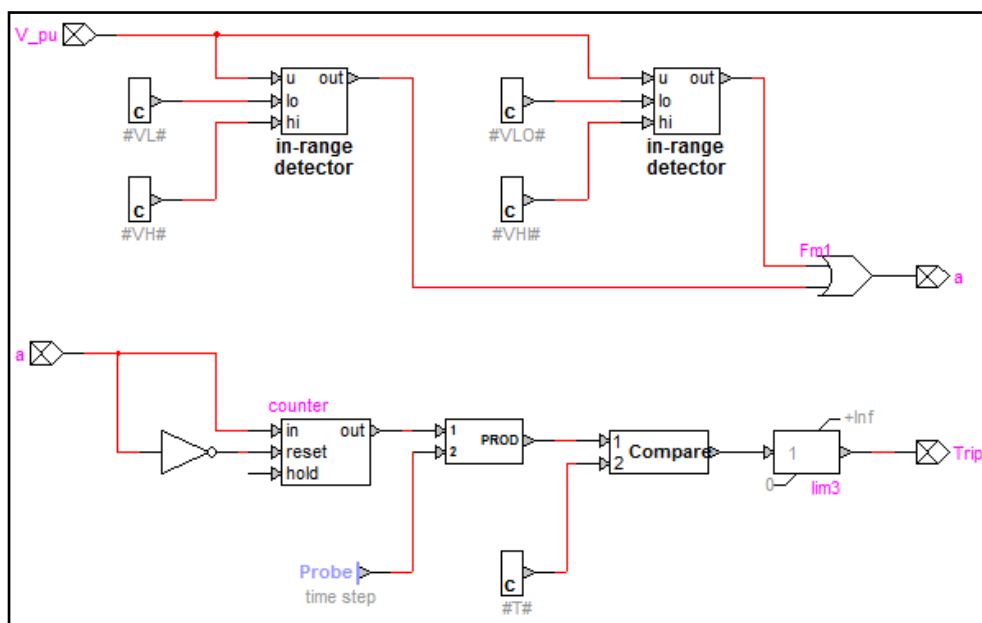 V_pu
u out
lo
hi
C
#VL#
in-range
detector
C
#VH#
u out
lo
hi
C
#VLO#
in-range
detector
C
#VHI#
Fm1
a
a
counter
in out
reset
hold
1
2
PROD
1
2
Compare
+Inf
1
0
lim3
Trip
Probe
time step
C
#T#